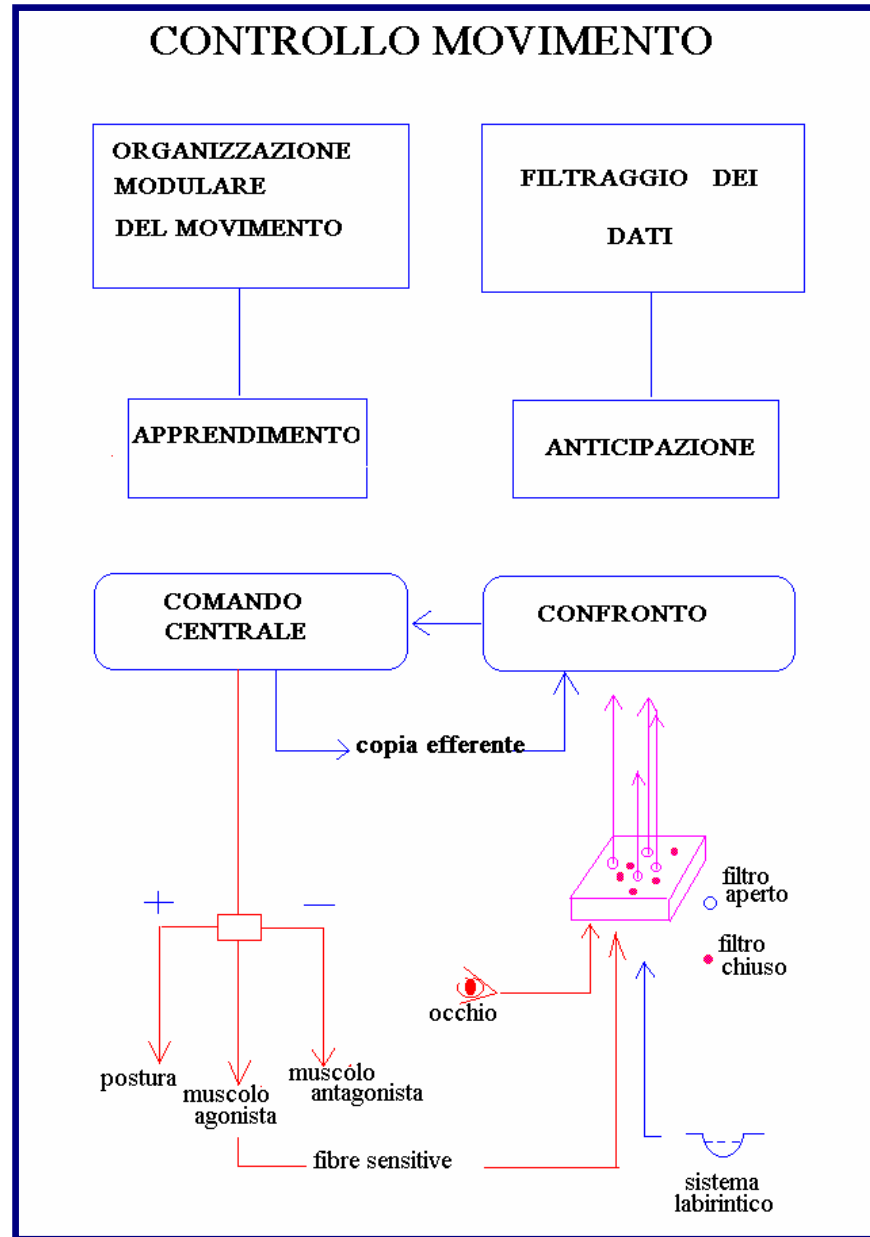 CONTROLLO MOVIMENTO
ORGANIZZAZIONE
MODULARE
DEL MOVIMENTO
FILTRAGGIO DEI
DATI
APPRENDIMENTO
ANTICIPAZIONE
COMANDO
CENTRALE
CONFRONTO
copia efferente
+
—
filtro
aperto
filtro
chiuso
occhio
postura
muscolo
agonista
muscolo
antagonista
fibre sensitive
sistema
labirintico